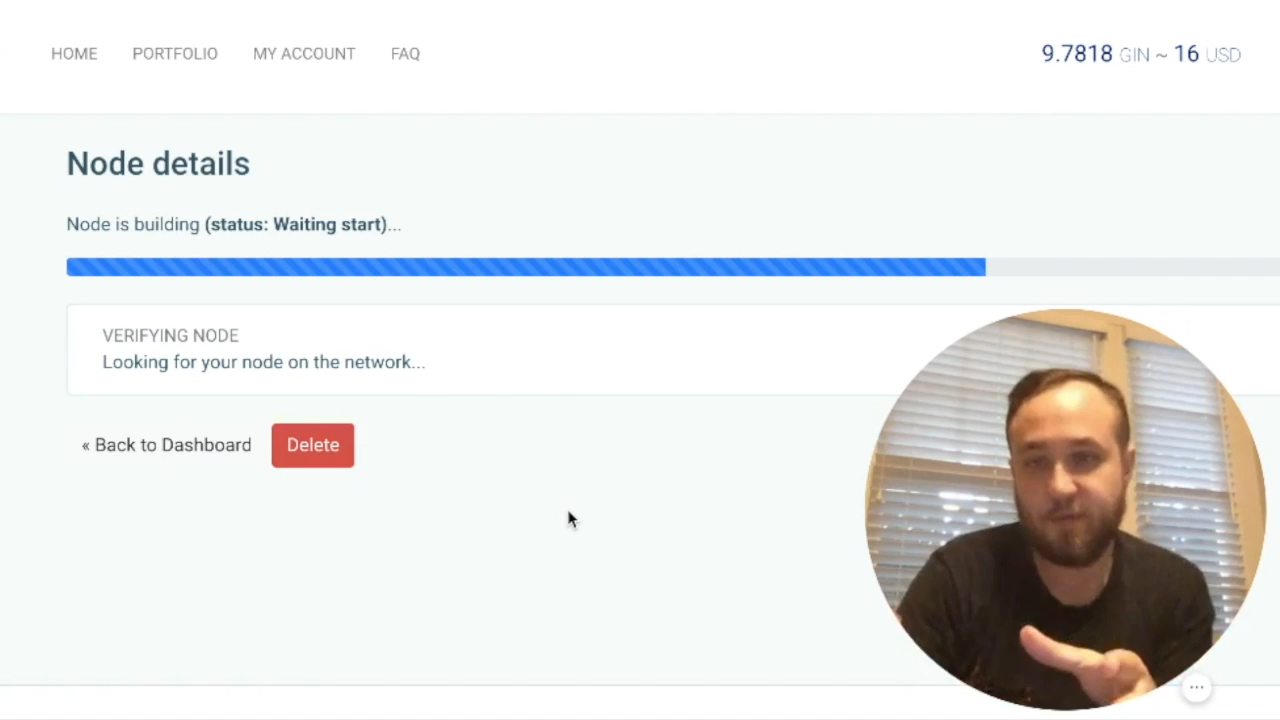 HOME PORTFOLIO MY ACCOUNT FAQ 9.7818 GIN ~ 16 USD
Node details
Node is building (status: Waiting start)...
VERIFYING NODE
Looking for your node on the network...
« Back to Dashboard Delete